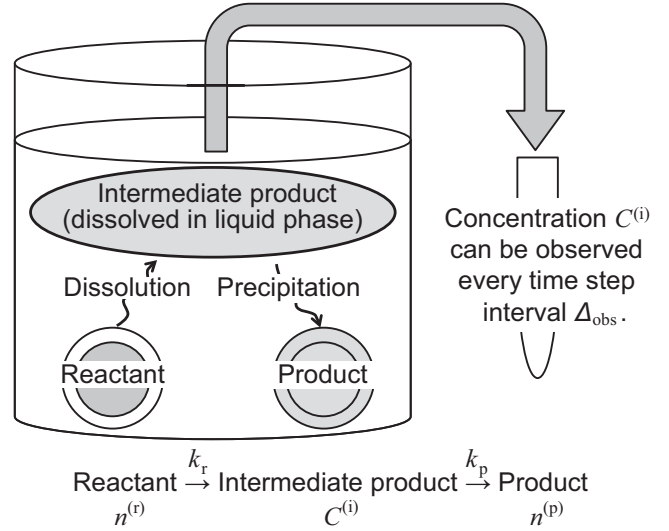 Intermediate product
(dissolved in liquid phase)
Concentration C⁽ⁱ⁾
can be observed
every time step
interval Δobs.
Dissolution
Precipitation
Reactant
Product
kr
kp
Reactant → Intermediate product → Product
n⁽ʳ⁾
C⁽ⁱ⁾
n⁽ᵖ⁾